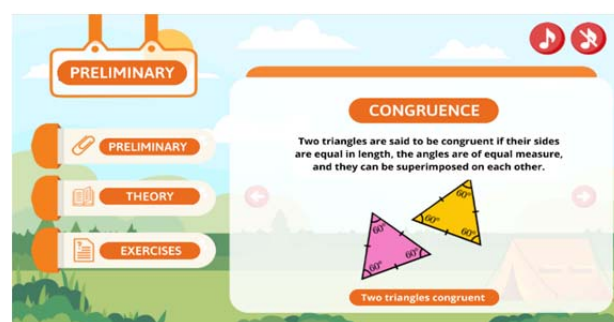 PRELIMINARY
PRELIMINARY
THEORY
EXERCISES
CONGRUENCE
Two triangles are said to be congruent if their sides
are equal in length, the angles are of equal measure,
and they can be superimposed on each other.
60°
60°
60°
60°
60°
60°
Two triangles congruent